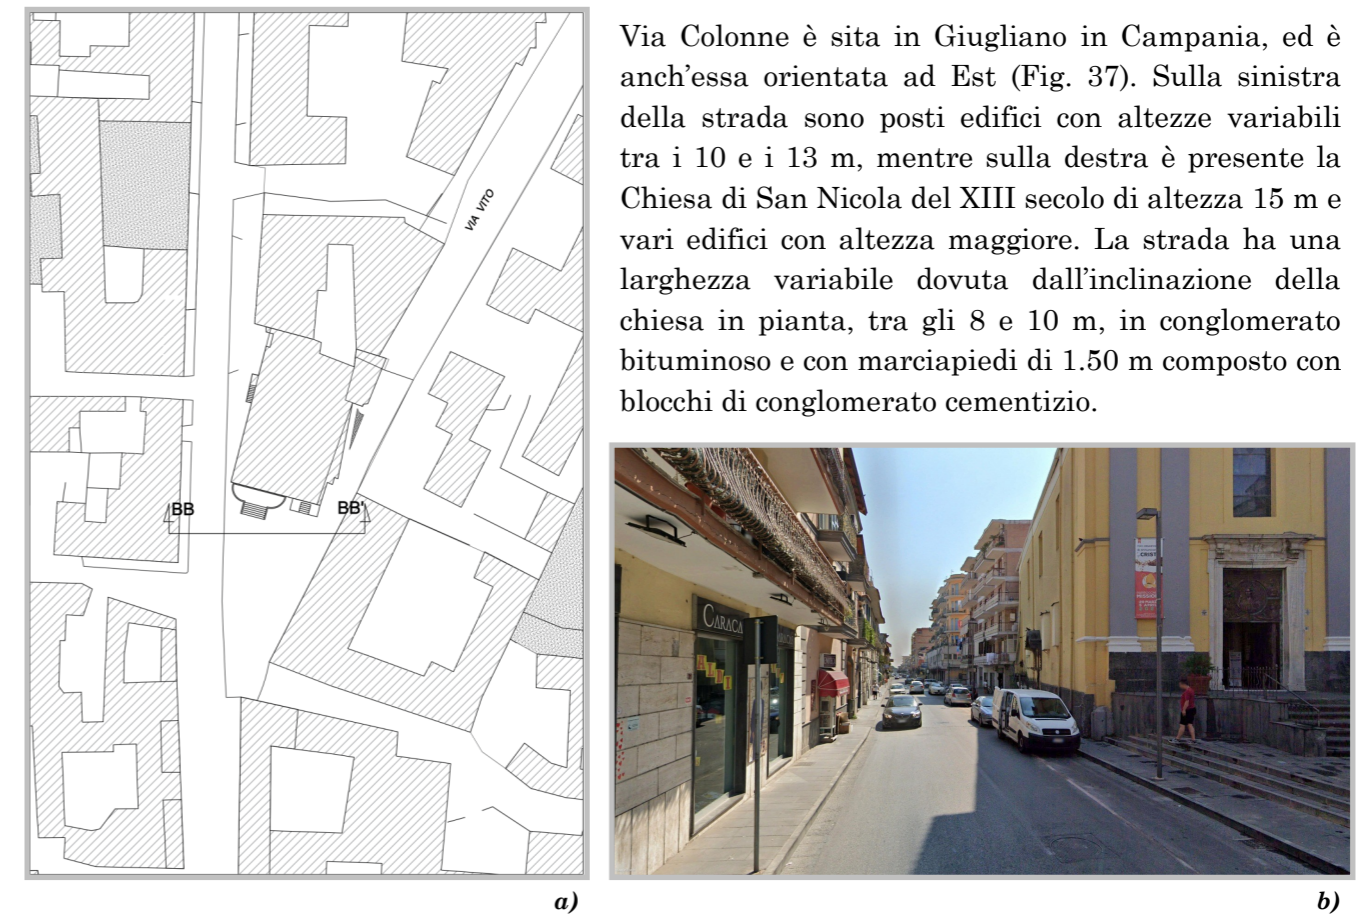 Via Colonne è sita in Giugliano in Campania, ed è
anch'essa orientata ad Est (Fig. 37). Sulla sinistra
della strada sono posti edifici con altezze variabili
tra i 10 e i 13 m, mentre sulla destra è presente la
Chiesa di San Nicola del XIII secolo di altezza 15 m e
vari edifici con altezza maggiore. La strada ha una
larghezza variabile dovuta dall'inclinazione della
chiesa in pianta, tra gli 8 e 10 m, in conglomerato
bituminoso e con marciapiedi di 1.50 m composto con
blocchi di conglomerato cementizio.
VIA VITO
BB
BB'
CARACA
a)
b)